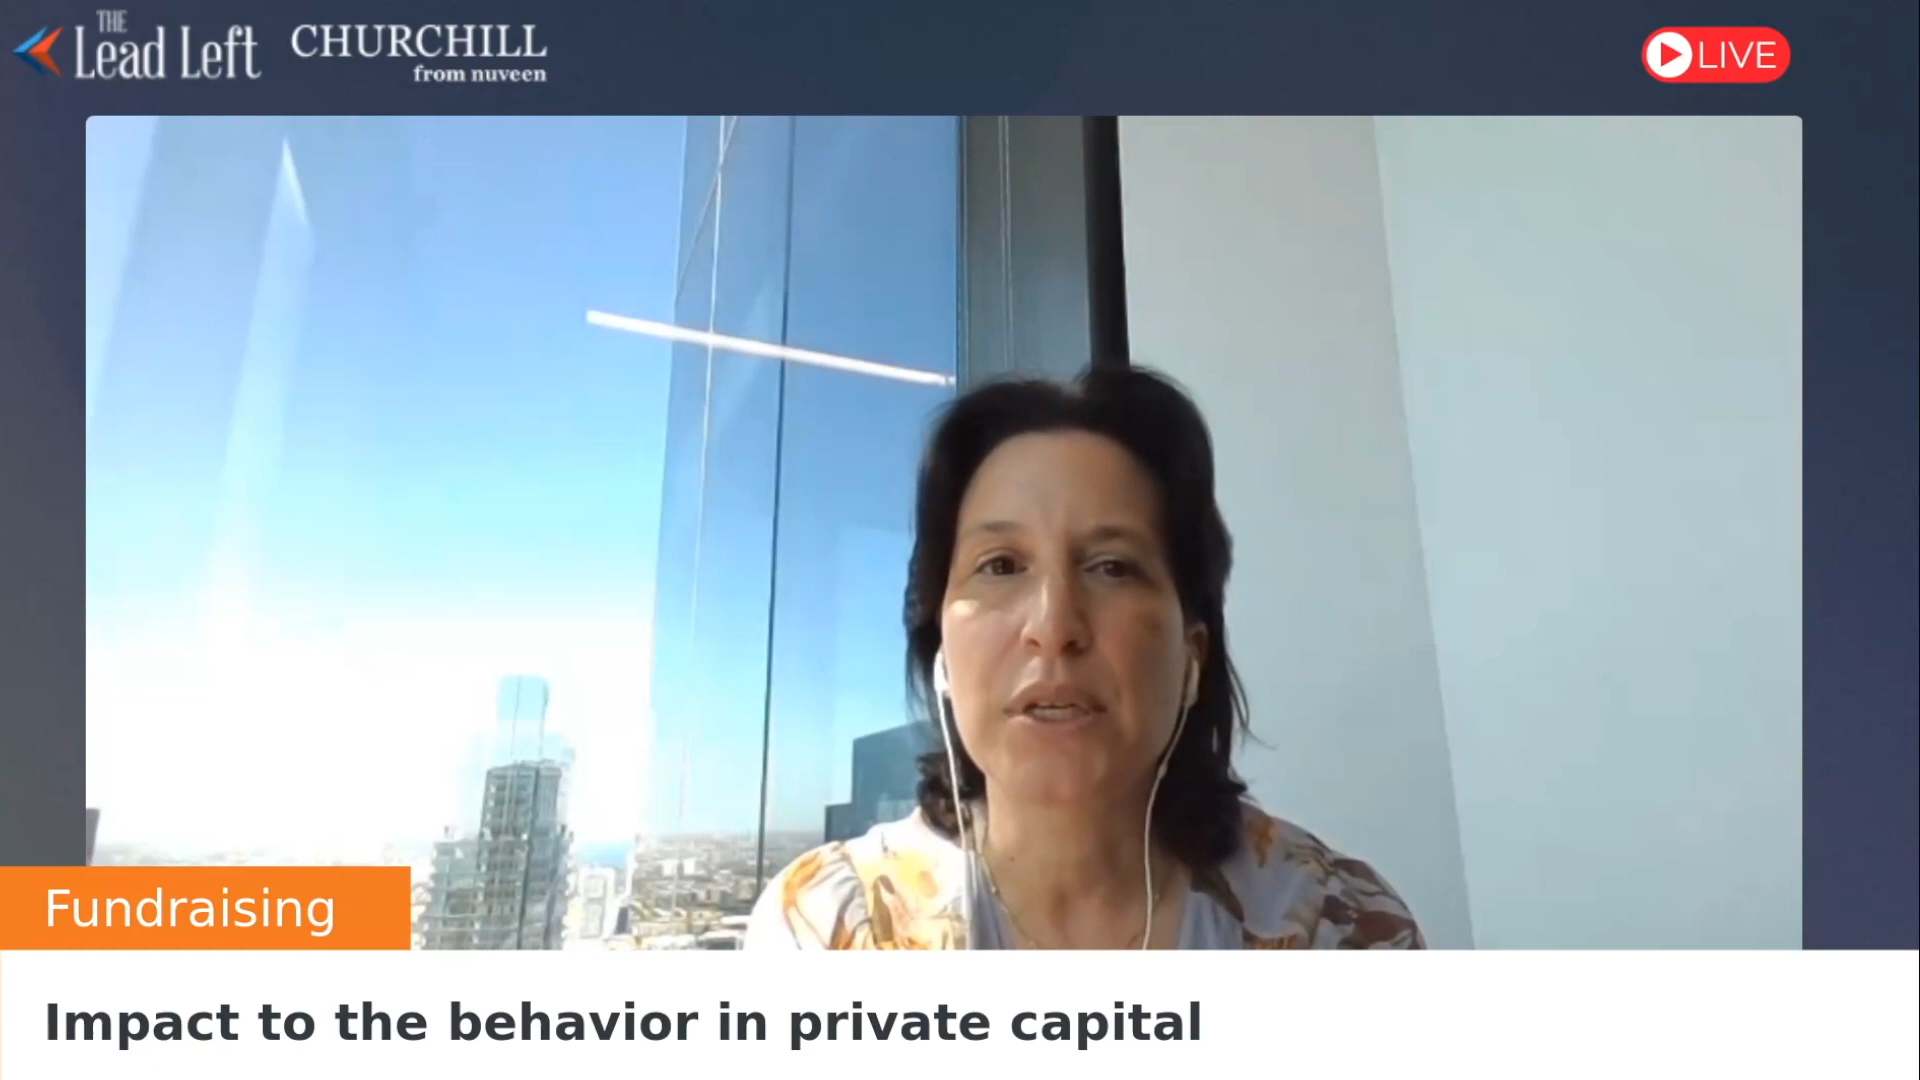 THE
Lead Left
CHURCHILL
from nuveen
LIVE
Fundraising
Impact to the behavior in private capital